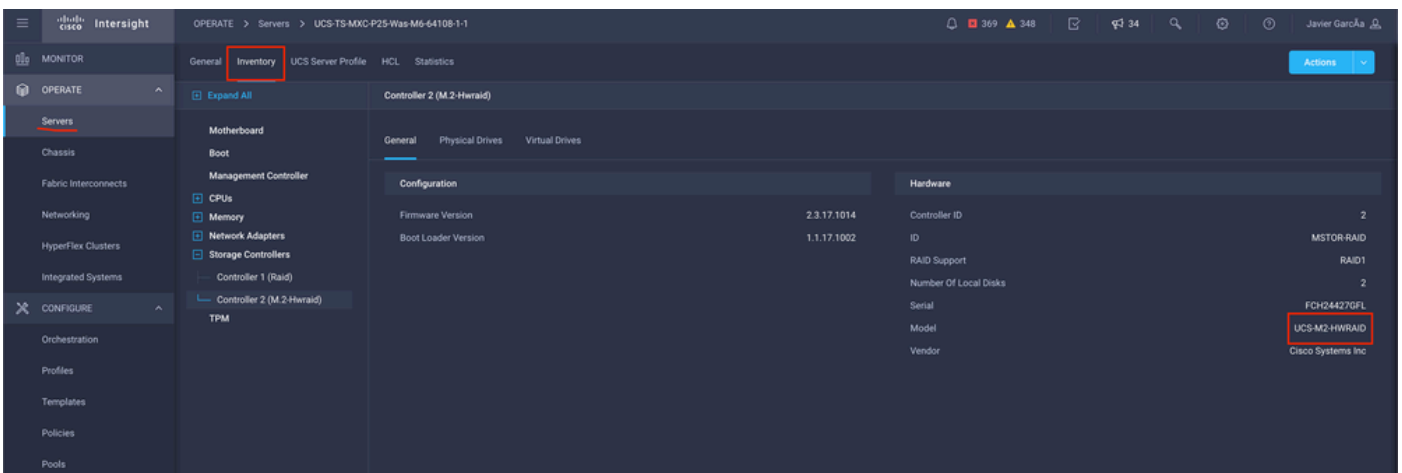 cisco Intersight
OPERATE > Servers > UCS-TS-MXC-P25-Was-M6-64108-1-1
369 348 34 Javier GarcÃa
MONITOR
OPERATE
Servers
Chassis
Fabric Interconnects
Networking
HyperFlex Clusters
Integrated Systems
CONFIGURE
Orchestration
Profiles
Templates
Policies
Pools
General Inventory UCS Server Profile HCL Statistics
Actions
Expand All
Motherboard
Boot
Management Controller
CPUs
Memory
Network Adapters
Storage Controllers
Controller 1 (Raid)
Controller 2 (M.2-Hwraid)
TPM
Controller 2 (M.2-Hwraid)
General Physical Drives Virtual Drives
Configuration
Firmware Version 2.3.17.1014
Boot Loader Version 1.1.17.1002
Hardware
Controller ID 2
ID MSTOR-RAID
RAID Support RAID1
Number Of Local Disks 2
Serial FCH24427GFL
Model UCS-M2-HWRAID
Vendor Cisco Systems Inc